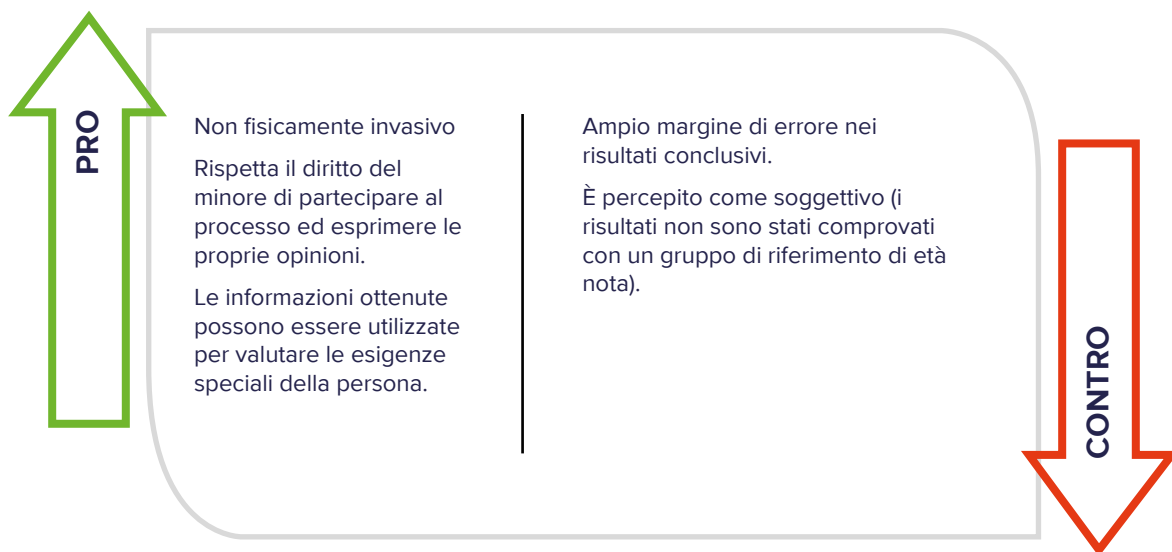 PRO
Non fisicamente invasivo
Rispetta il diritto del
minore di partecipare al
processo ed esprimere le
proprie opinioni.
Le informazioni ottenute
possono essere utilizzate
per valutare le esigenze
speciali della persona.
Ampio margine di errore nei
risultati conclusivi.
È percepito come soggettivo (i
risultati non sono stati comprovati
con un gruppo di riferimento di età
nota).
CONTRO